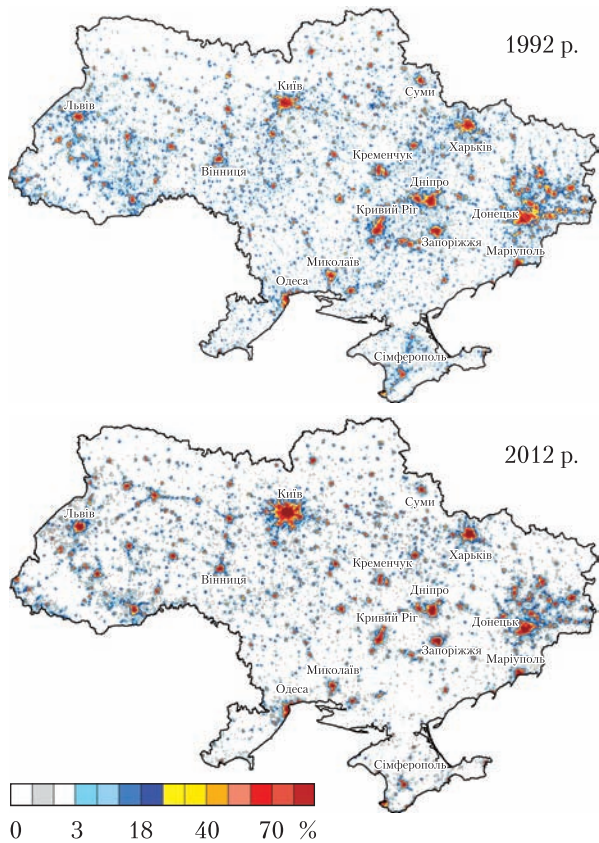 1992 р.
Київ
Суми
Львів
Харків
Кременчук
Вінниця
Дніпро
Кривий Ріг
Донецьк
Запоріжжя
Маріуполь
Миколаїв
Одеса
Сімферополь
2012 р.
Київ
Суми
Львів
Харків
Кременчук
Вінниця
Дніпро
Кривий Ріг
Донецьк
Запоріжжя
Маріуполь
Миколаїв
Одеса
Сімферополь
0 3 18 40 70 %